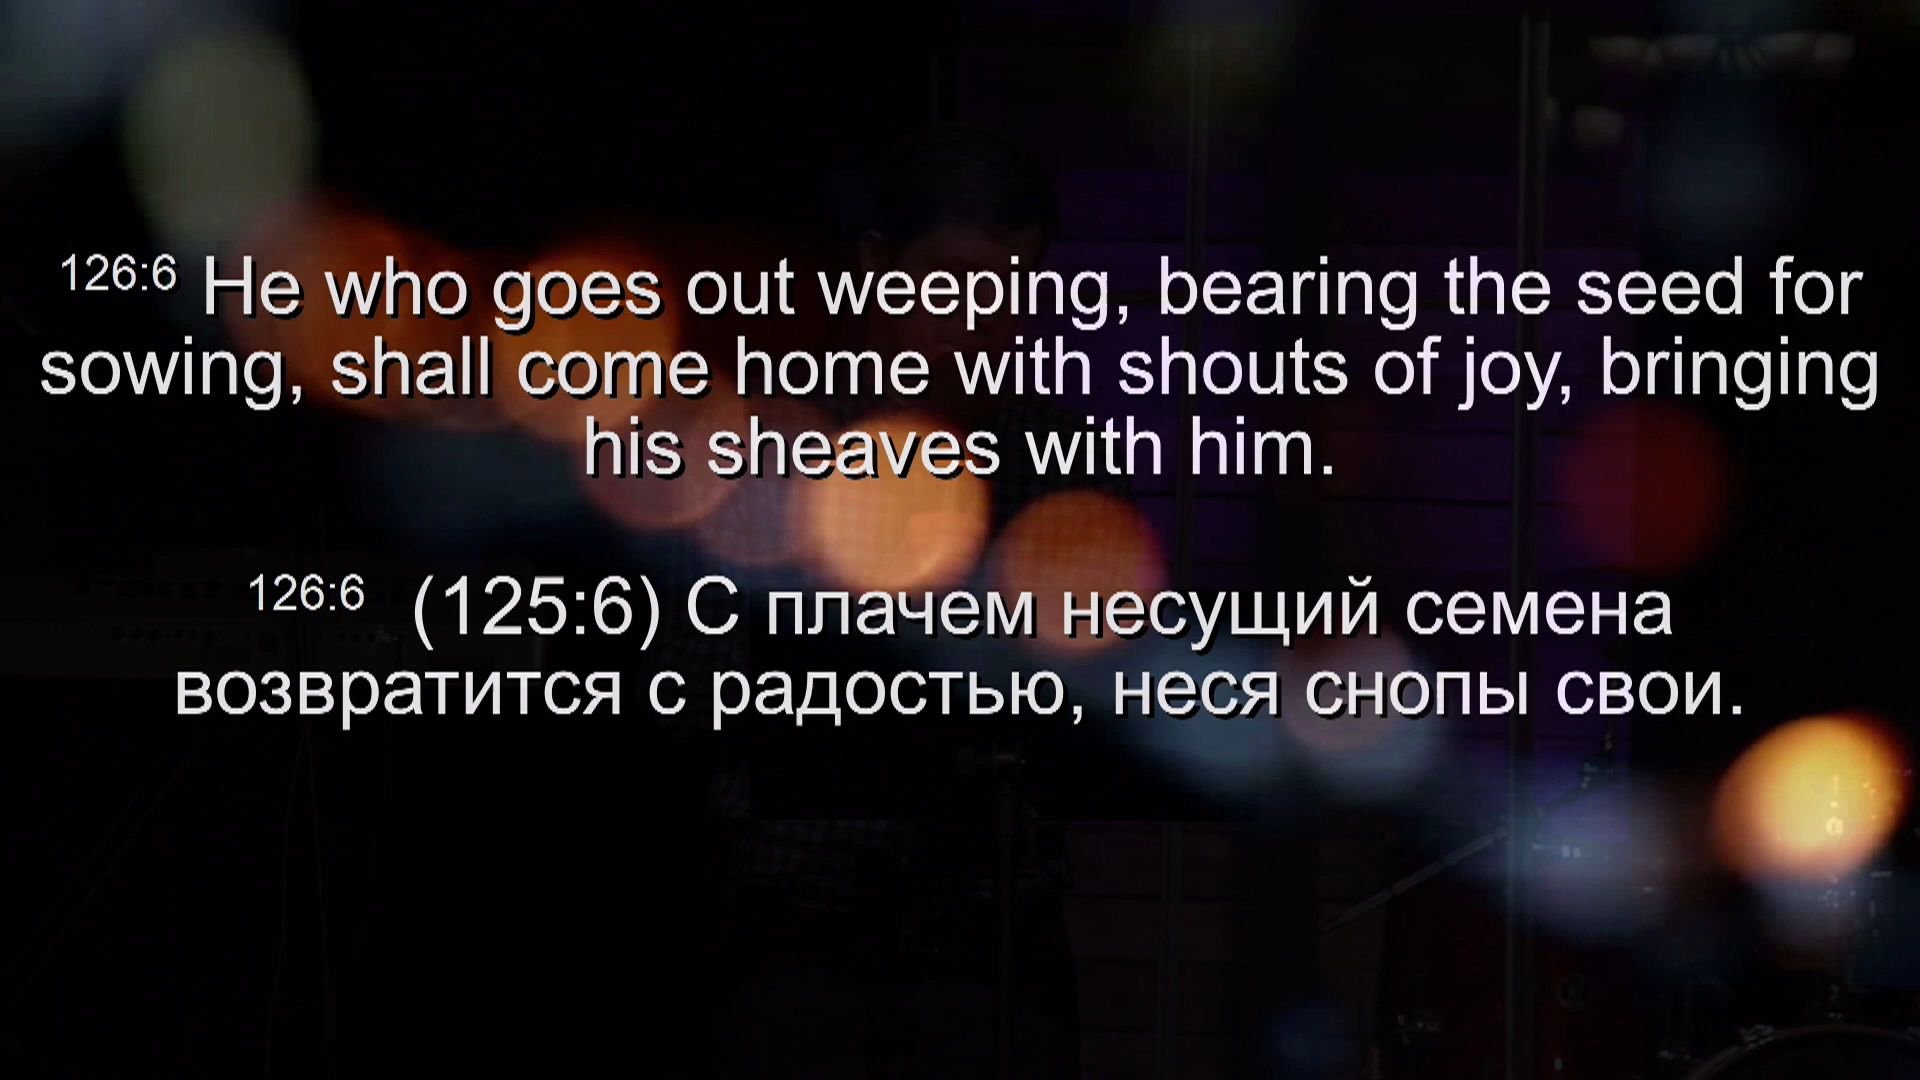 126:6 He who goes out weeping, bearing the seed for
sowing, shall come home with shouts of joy, bringing
his sheaves with him.
126:6 (125:6) С плачем несущий семена
возвратится с радостью, неся снопы свои.